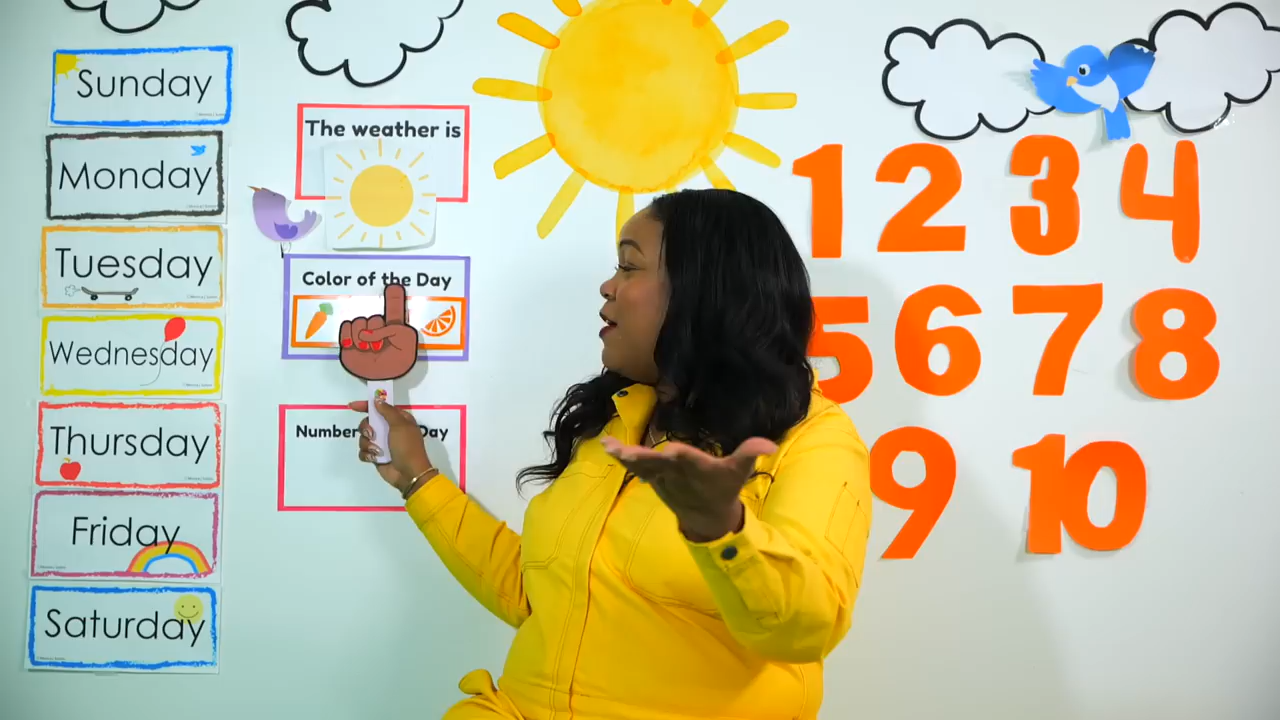 Sunday
Monday
Tuesday
Wednesday
Thursday
Friday
Saturday
The weather is
Color of the Day
Number Day
1 2 3 4
5 6 7 8
9 10